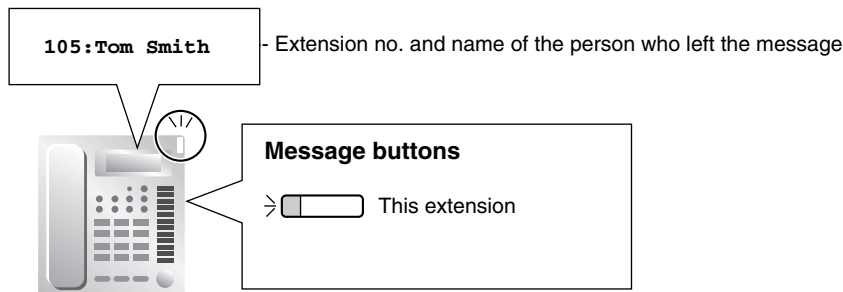 105:Tom Smith - Extension no. and name of the person who left the message
Message buttons
This extension